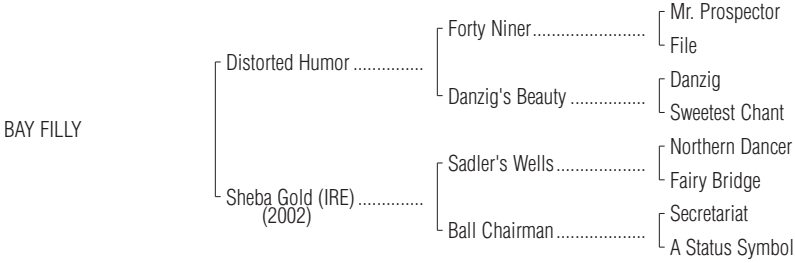 Mr. Prospector
Forty Niner........................
File
Distorted Humor ...............
Danzig
Danzig's Beauty ................
Sweetest Chant
BAY FILLY
Northern Dancer
Sadler's Wells...................
Fairy Bridge
Sheba Gold (IRE) ..............
(2002)
Secretariat
Ball Chairman...................
A Status Symbol